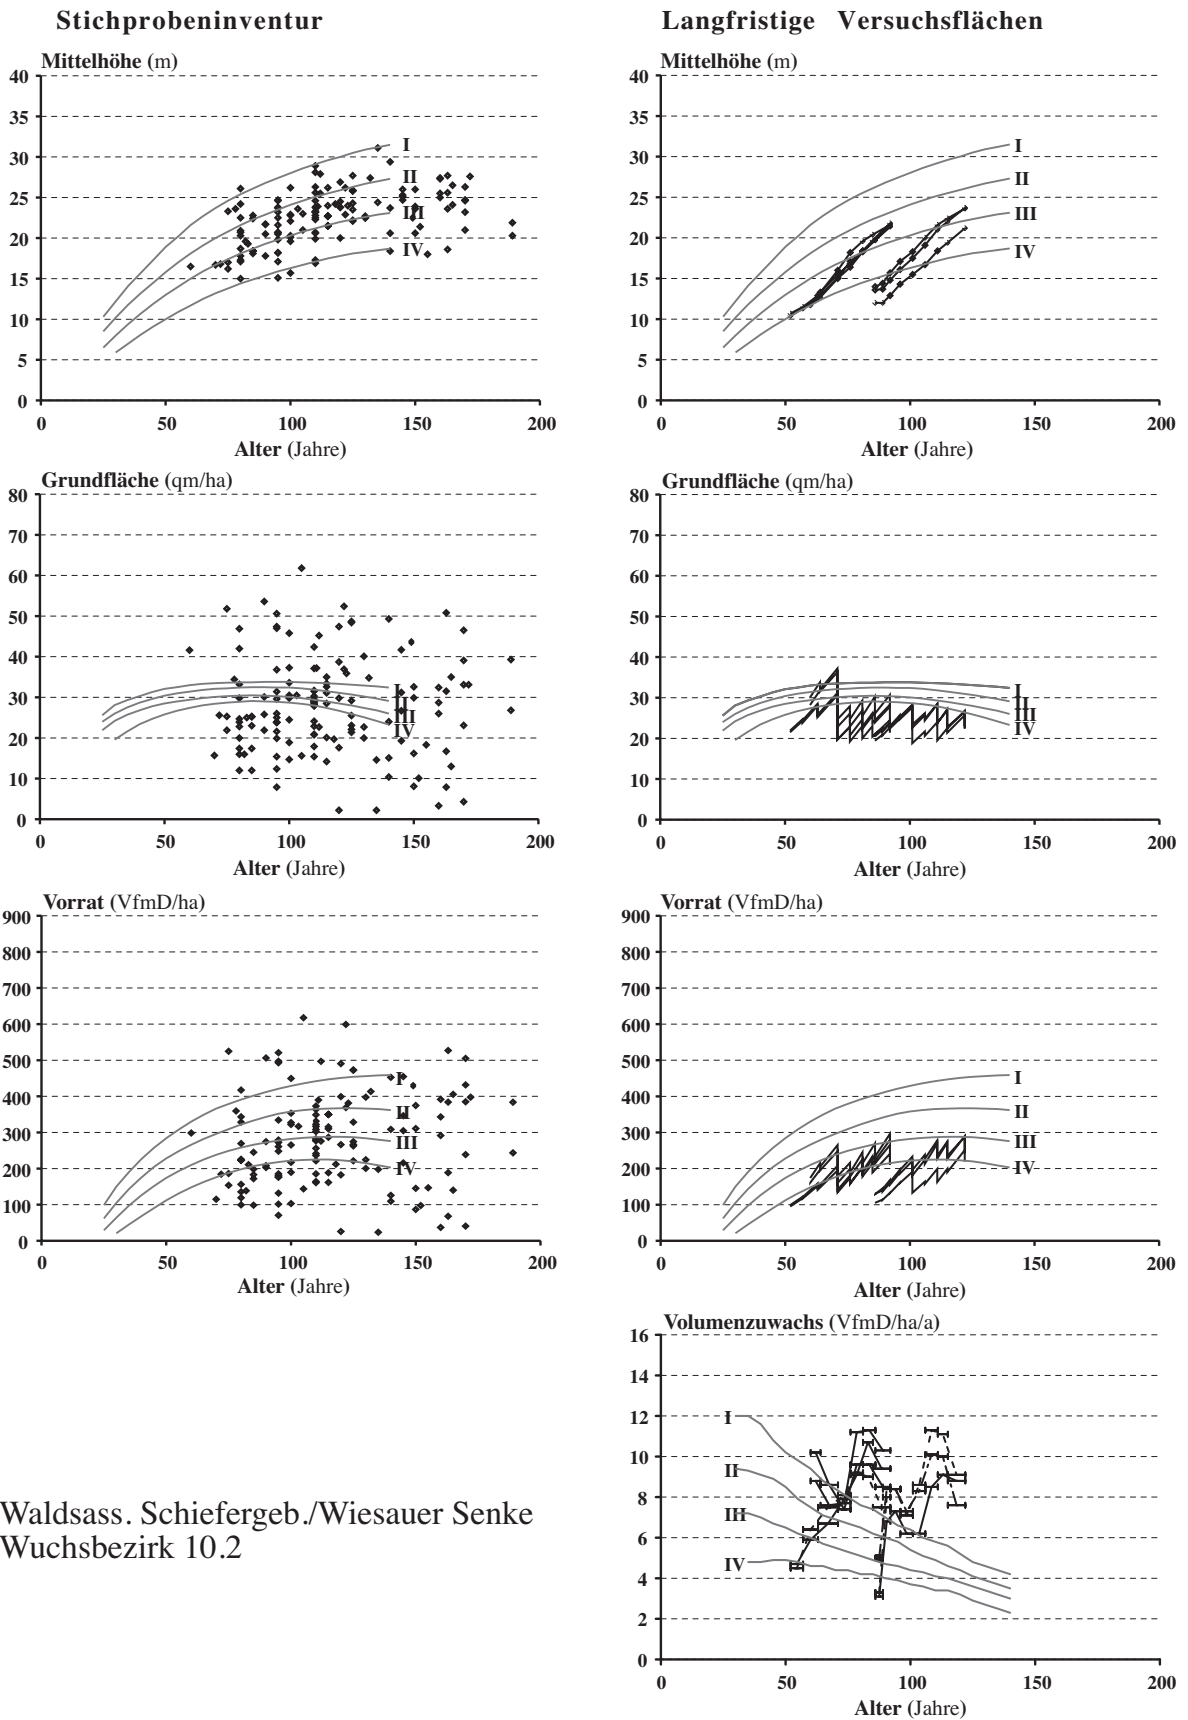 Stichprobeninventur
Mittelhöhe (m)
40
35
30
25
20
15
10
5
0
I
II
III
IV
0 50 100 150 200
Alter (Jahre)
Grundfläche (qm/ha)
80
70
60
50
40
30
20
10
0
I
II
III
IV
0 50 100 150 200
Alter (Jahre)
Vorrat (VfmD/ha)
900
800
700
600
500
400
300
200
100
0
I
II
III
IV
0 50 100 150 200
Alter (Jahre)
Waldsass. Schiefergeb./Wiesauer Senke
Wuchsbezirk 10.2
Langfristige Versuchsflächen
Mittelhöhe (m)
40
35
30
25
20
15
10
5
0
I
II
III
IV
0 50 100 150 200
Alter (Jahre)
Grundfläche (qm/ha)
80
70
60
50
40
30
20
10
0
I
II
III
IV
0 50 100 150 200
Alter (Jahre)
Vorrat (VfmD/ha)
900
800
700
600
500
400
300
200
100
0
I
II
III
IV
0 50 100 150 200
Alter (Jahre)
Volumenzuwachs (VfmD/ha/a)
16
14
12
10
8
6
4
2
0
I
II
III
IV
0 50 100 150 200
Alter (Jahre)